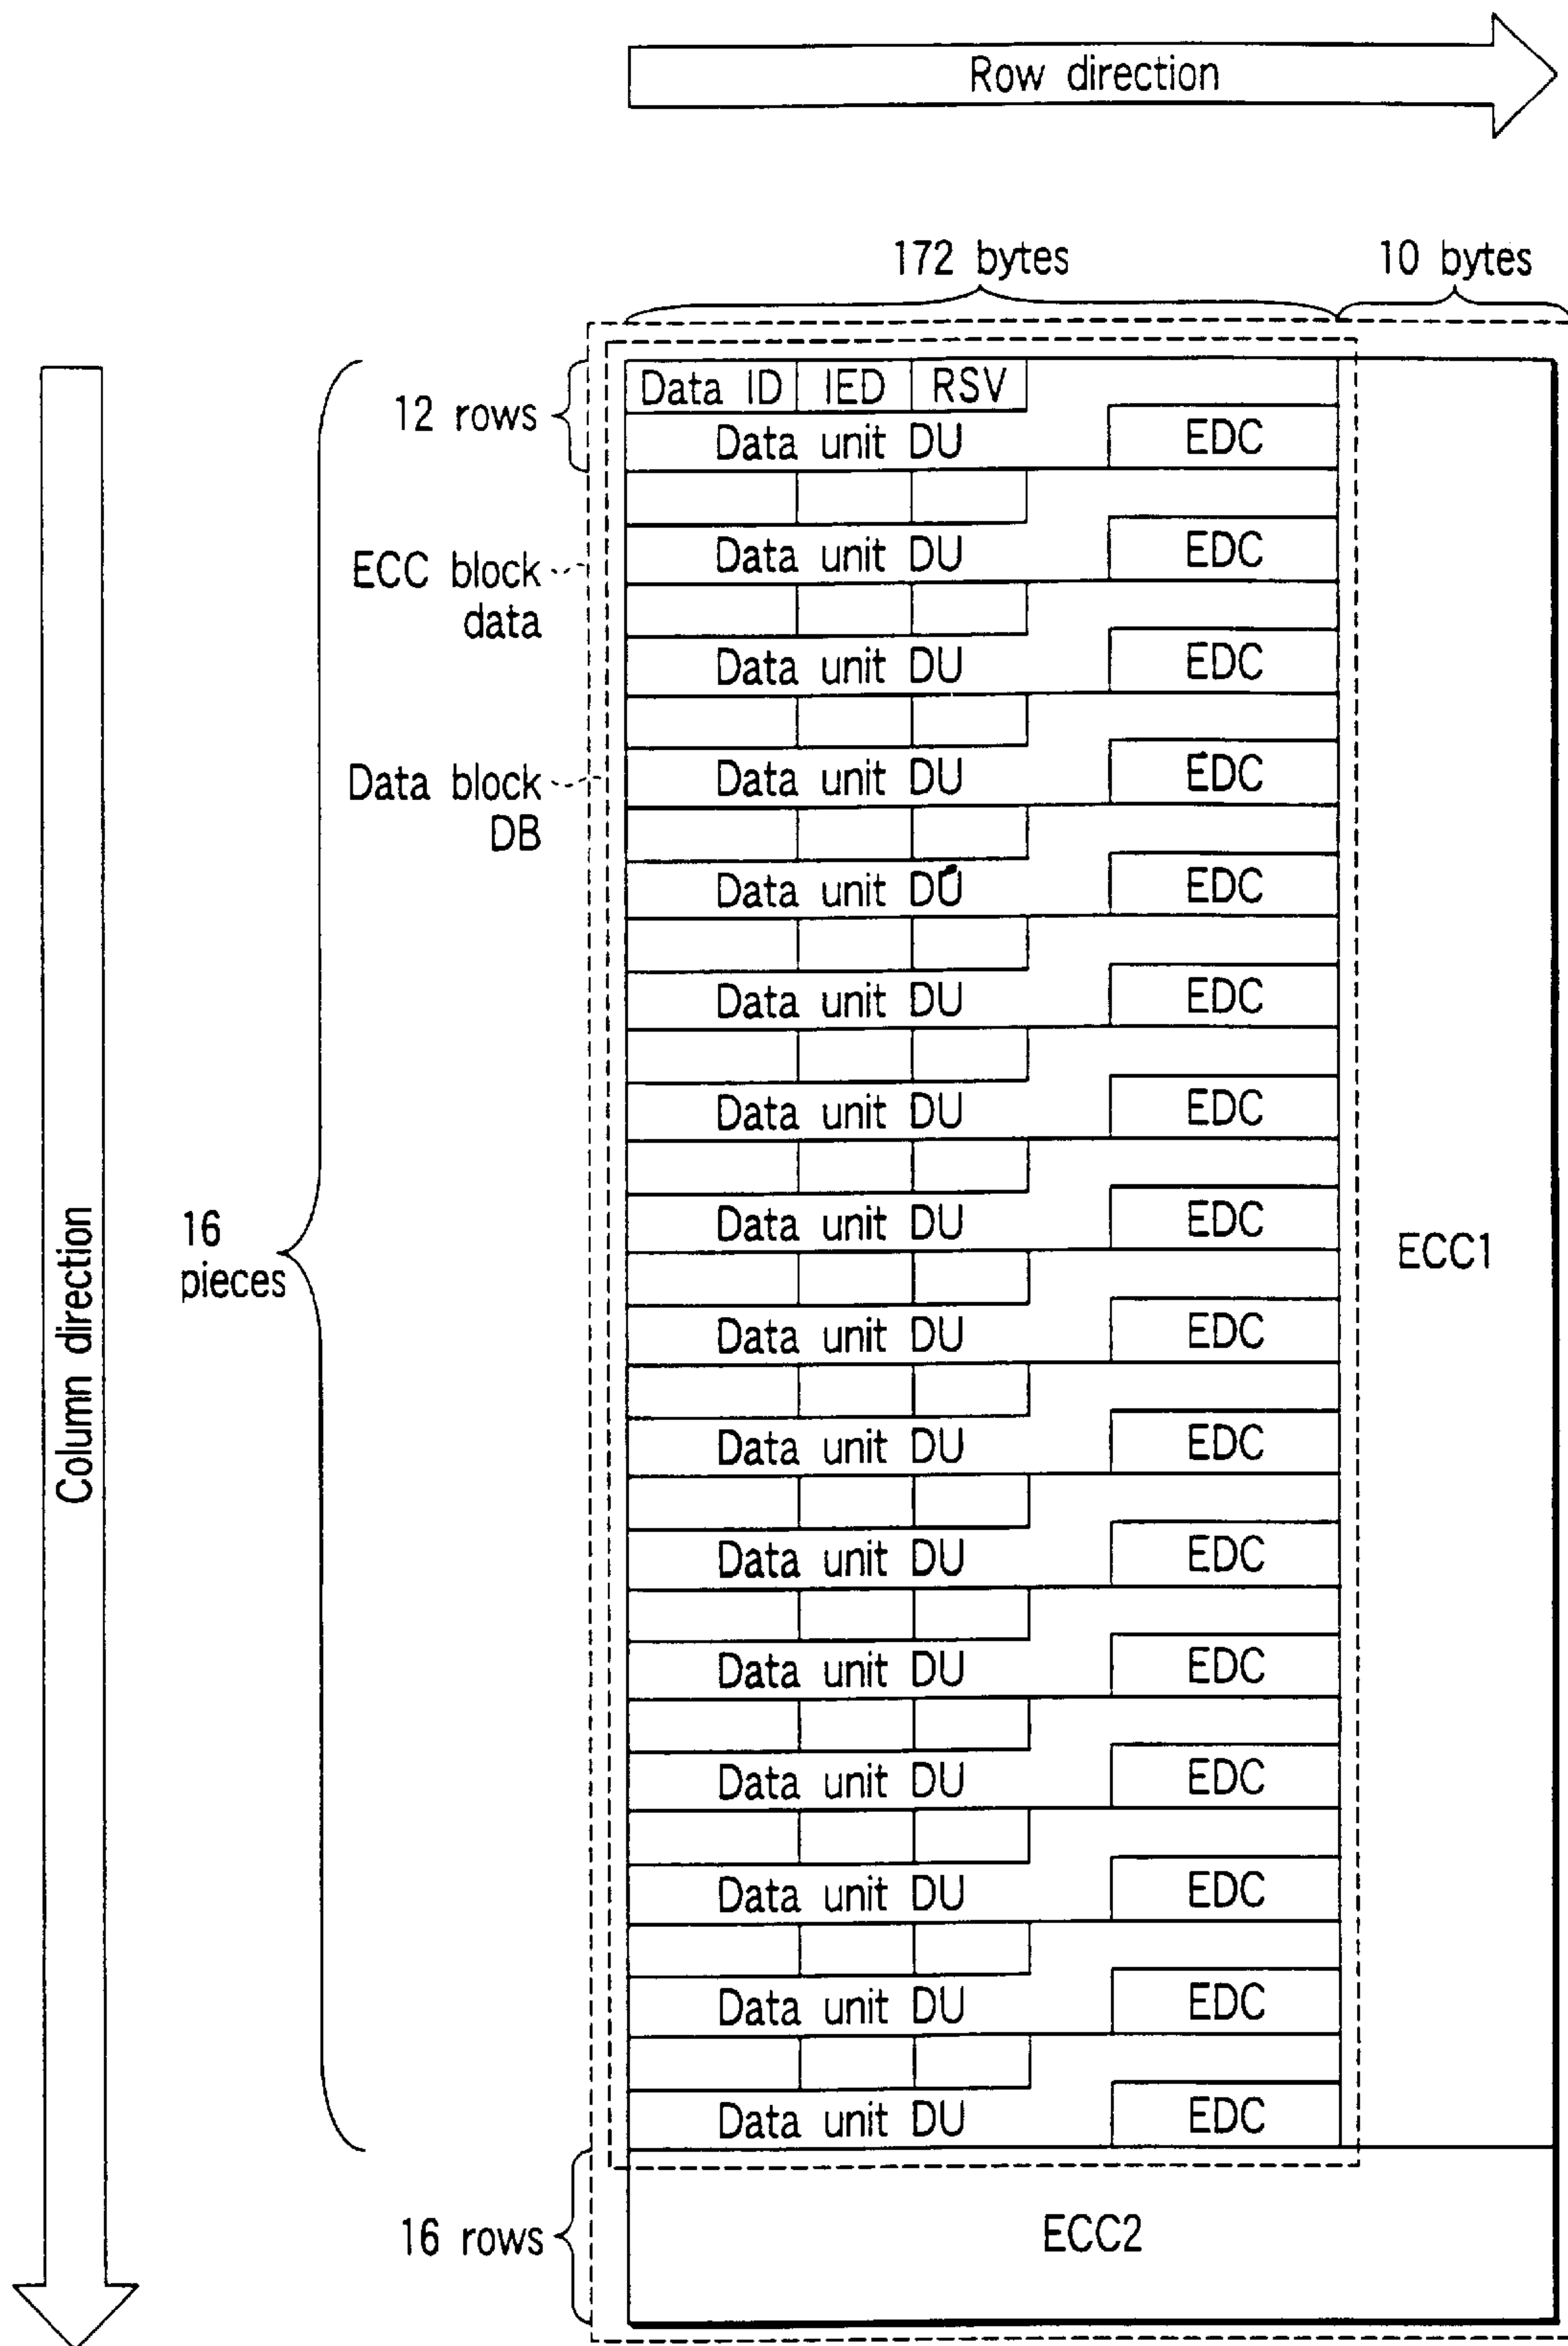 Row direction
172 bytes
10 bytes
12 rows
Data ID
IED
RSV
Data unit DU
EDC
ECC block
data
Data unit DU
EDC
Data unit DU
EDC
Data block
DB
Data unit DU
EDC
Data unit DU
EDC
Data unit DU
EDC
Data unit DU
EDC
Column direction
16
pieces
Data unit DU
EDC
ECC1
Data unit DU
EDC
Data unit DU
EDC
Data unit DU
EDC
Data unit DU
EDC
Data unit DU
EDC
Data unit DU
EDC
Data unit DU
EDC
Data unit DU
EDC
16 rows
ECC2